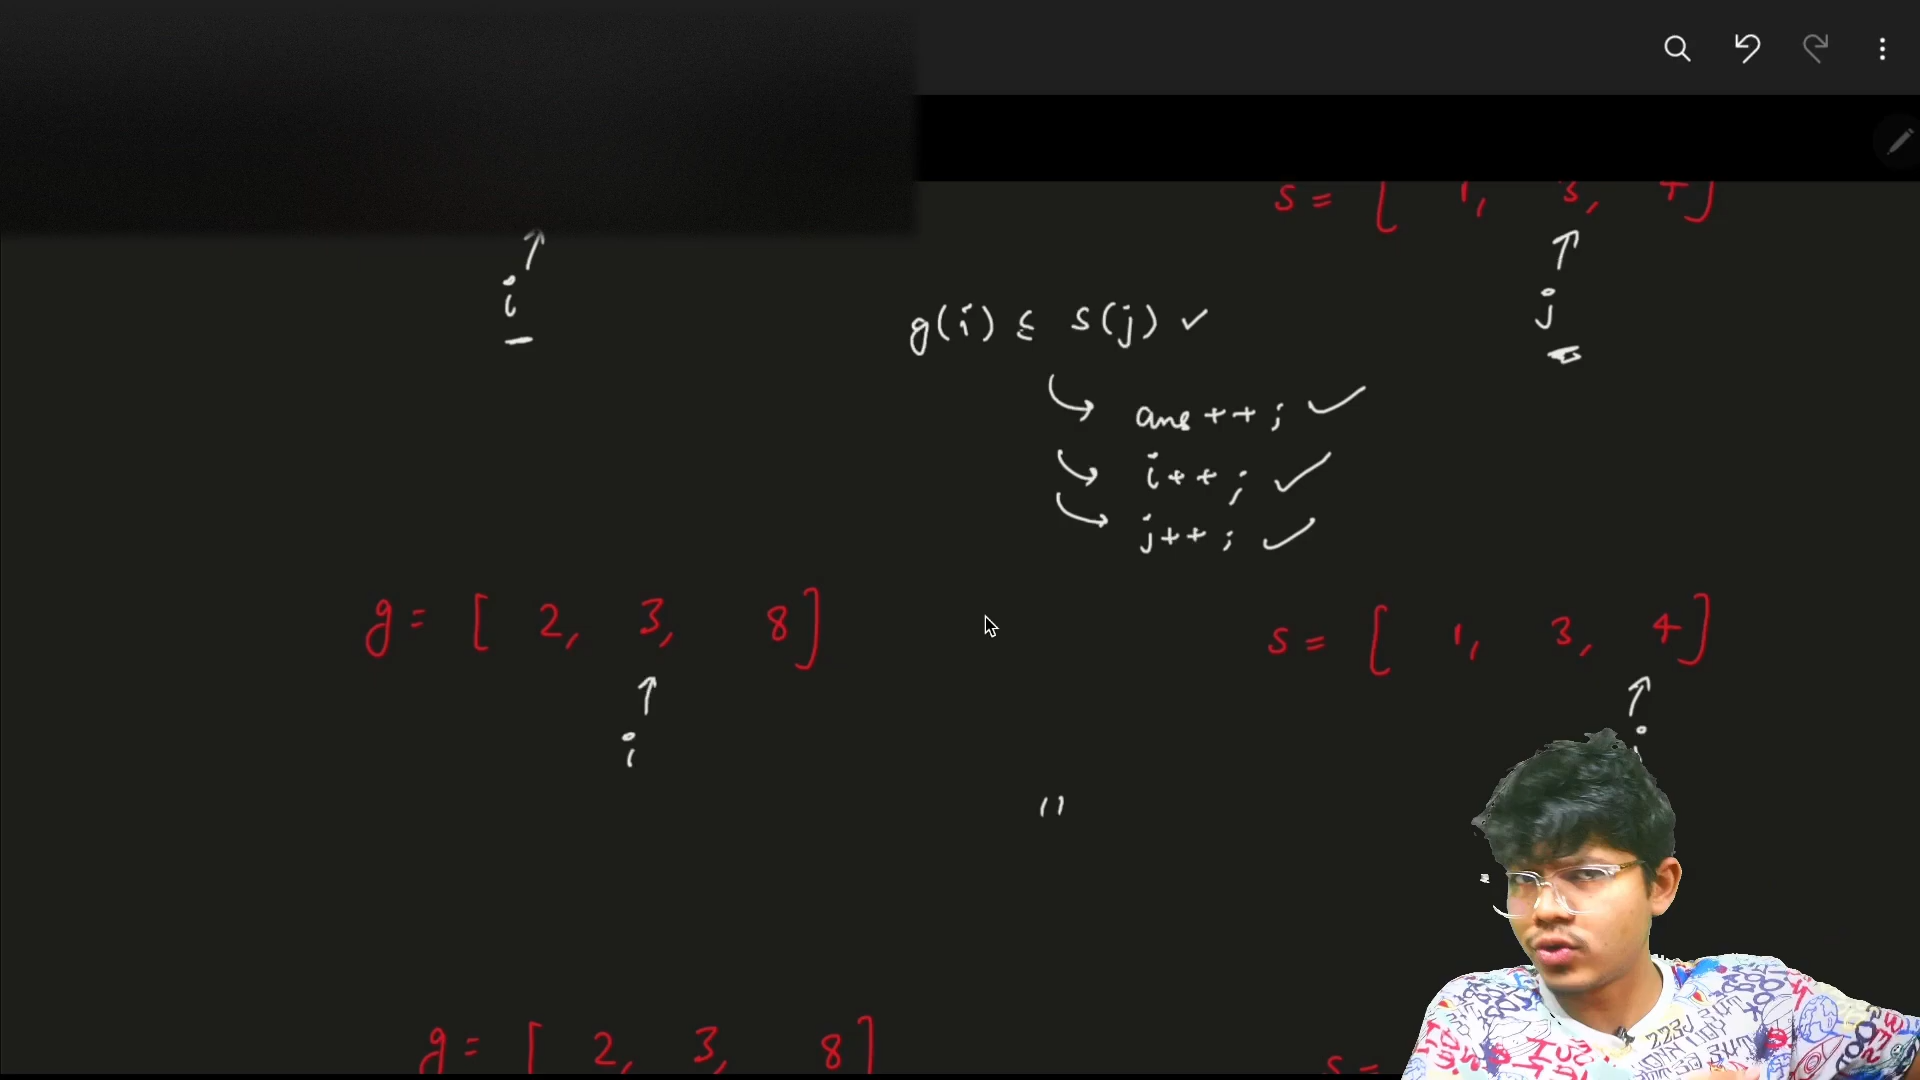 s = [ 1, 3, 4]
i
j
g(i) ≤ s(j) ✓
↳ ans++; ✓
↳ i++; ✓
↳ j++; ✓
g = [ 2, 3, 8]
s = [ 1, 3, 4]
i
"
g = [ 2, 3, 8]
s =